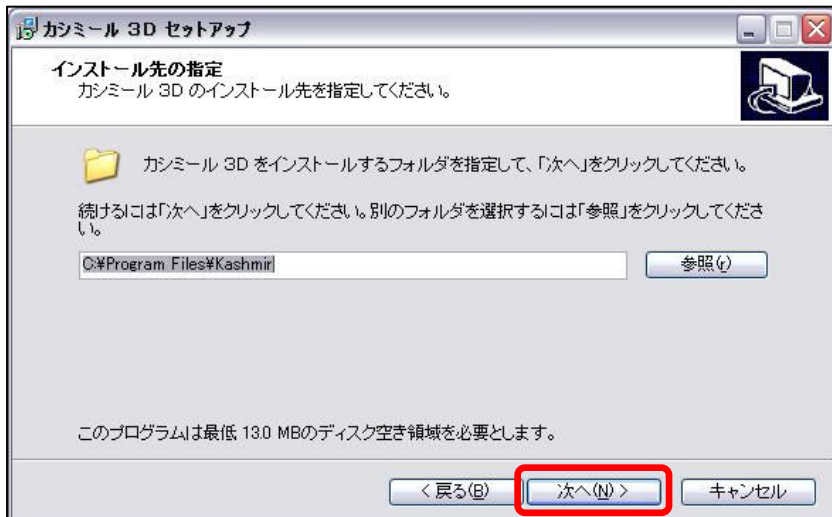 カシミール 3D セットアップ
インストール先の指定
カシミール 3D のインストール先を指定してください。
カシミール 3D をインストールするフォルダを指定して、「次へ」をクリックしてください。
続けるには「次へ」をクリックしてください。別のフォルダを選択するには「参照」をクリックしてくださ
い。
C:¥Program Files¥Kashmir
参照(r)
このプログラムは最低 13.0 MBのディスク空き領域を必要とします。
< 戻る(B)
次へ(N) >
キャンセル